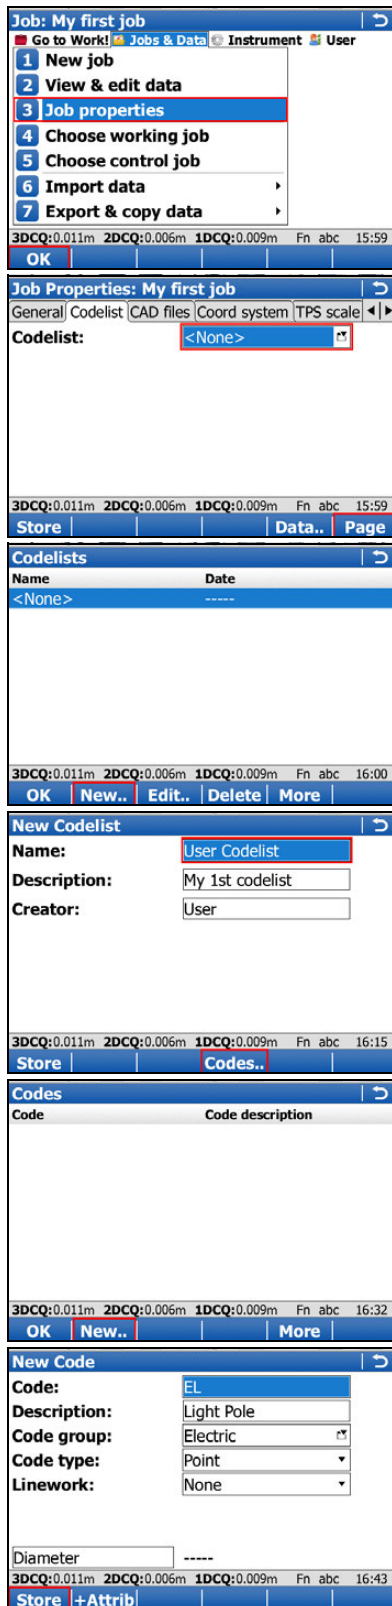 Job: My first job
Go to Work! Jobs & Data Instrument User
1 New job
2 View & edit data
3 Job properties
4 Choose working job
5 Choose control job
6 Import data
7 Export & copy data
3DCQ:0.011m 2DCQ:0.006m 1DCQ:0.009m Fn abc 15:59
OK
Job Properties: My first job
General Codelist CAD files Coord system TPS scale
Codelist: <None>
3DCQ:0.011m 2DCQ:0.006m 1DCQ:0.009m Fn abc 15:59
Store Data.. Page
Codelists
Name Date
<None> -----
3DCQ:0.011m 2DCQ:0.006m 1DCQ:0.009m Fn abc 16:00
OK New.. Edit.. Delete More
New Codelist
Name: User Codelist
Description: My 1st codelist
Creator: User
3DCQ:0.011m 2DCQ:0.006m 1DCQ:0.009m Fn abc 16:15
Store Codes..
Codes
Code Code description
3DCQ:0.011m 2DCQ:0.006m 1DCQ:0.009m Fn abc 16:32
OK New.. More
New Code
Code: EL
Description: Light Pole
Code group: Electric
Code type: Point
Linework: None
Diameter -----
3DCQ:0.011m 2DCQ:0.006m 1DCQ:0.009m Fn abc 16:43
Store +Attrib